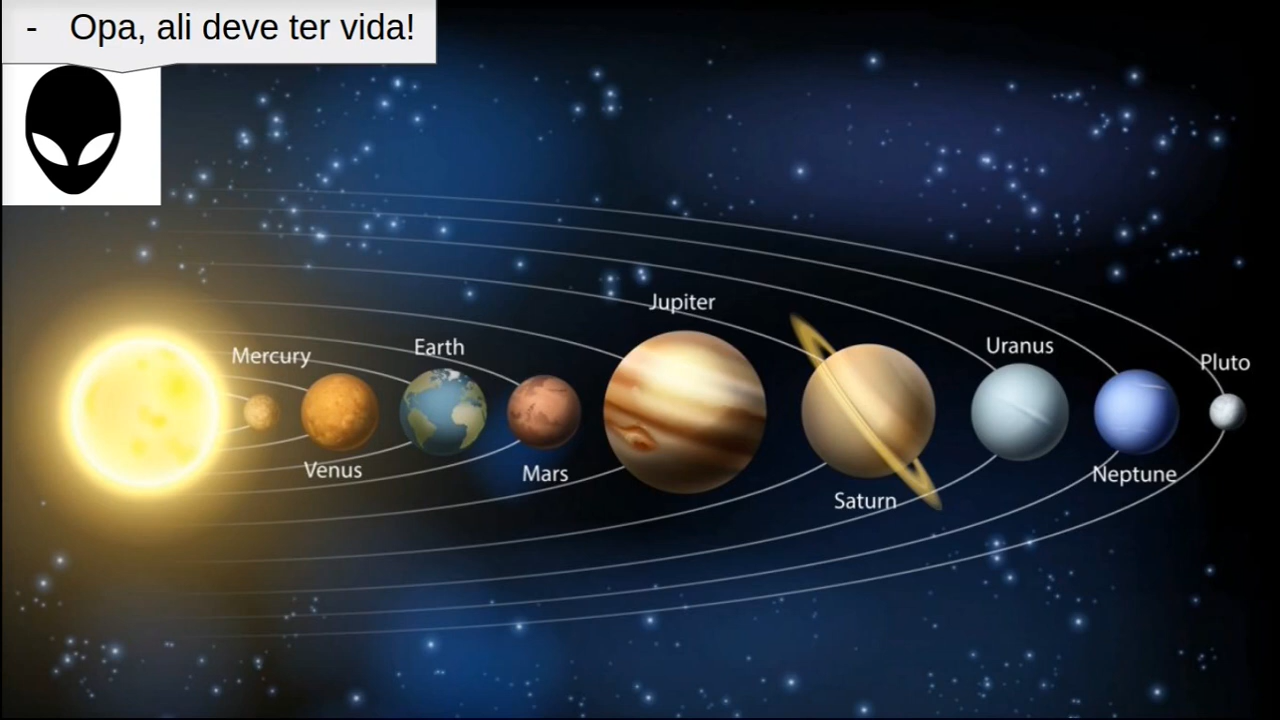 - Opa, ali deve ter vida!
Jupiter
Mercury
Earth
Uranus
Pluto
Venus
Mars
Saturn
Neptune